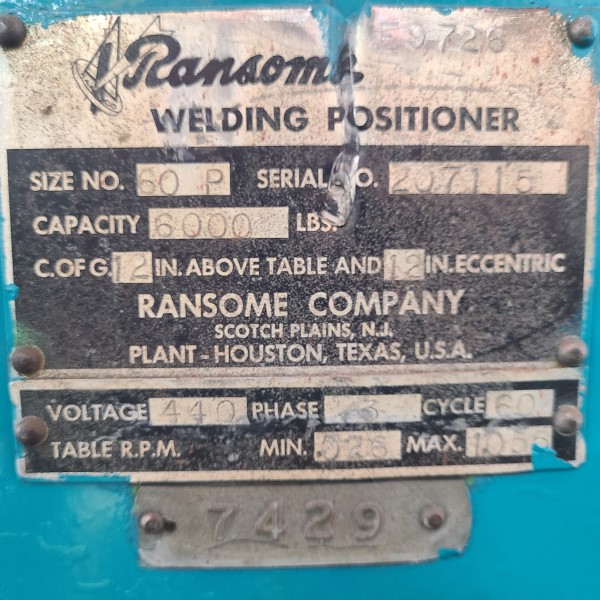 Ransome 9726
WELDING POSITIONER
SIZE NO. 60 P SERIAL NO. 207115
CAPACITY 6000 LBS.
C. OF G. 12 IN. ABOVE TABLE AND 12 IN. ECCENTRIC
RANSOME COMPANY
SCOTCH PLAINS, N.J.
PLANT-HOUSTON, TEXAS, U.S.A.
VOLTAGE 440 PHASE 3 CYCLE 60
TABLE R.P.M. MIN. MAX.
7429